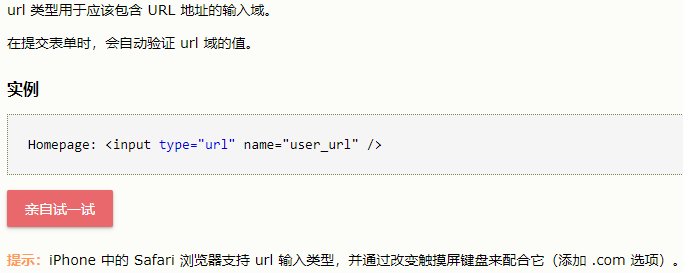 url 类型用于应该包含 URL 地址的输入域。
在提交表单时，会自动验证 url 域的值。
实例
Homepage: <input type="url" name="user_url" />
亲自试一试
提示：iPhone 中的 Safari 浏览器支持 url 输入类型，并通过改变触摸屏键盘来配合它（添加 .com 选项）。